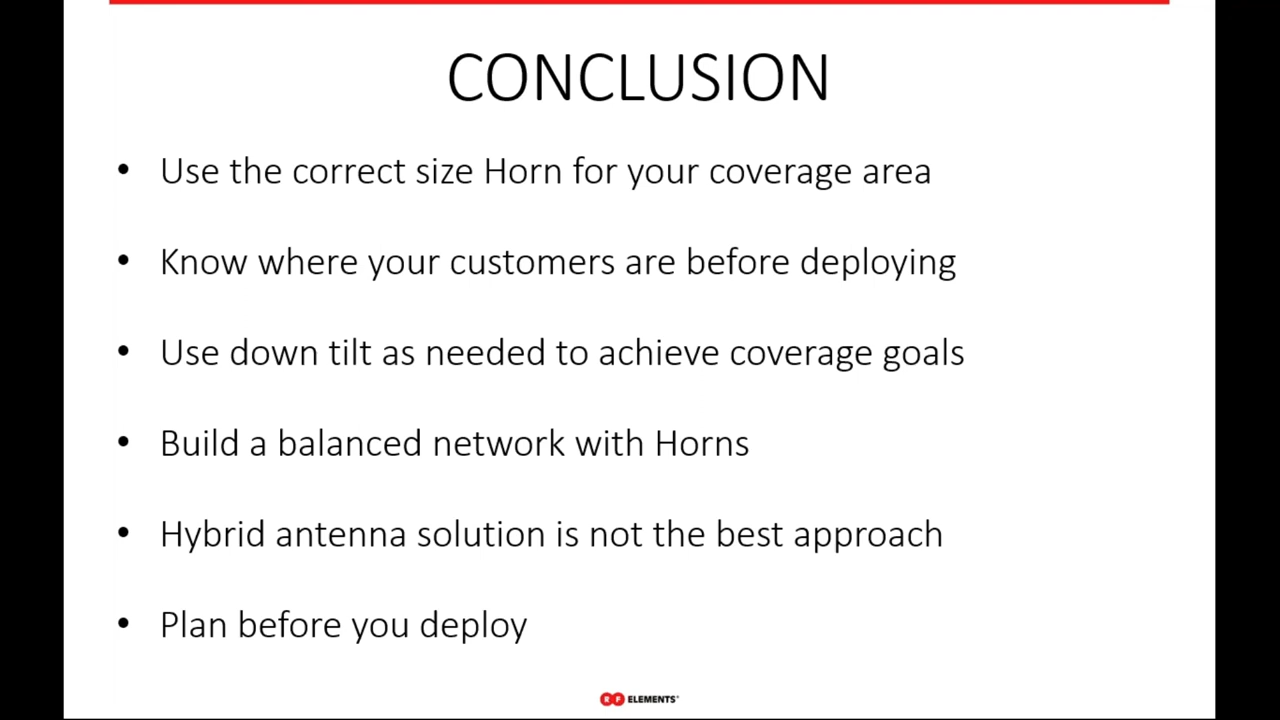 CONCLUSION
• Use the correct size Horn for your coverage area
• Know where your customers are before deploying
• Use down tilt as needed to achieve coverage goals
• Build a balanced network with Horns
• Hybrid antenna solution is not the best approach
• Plan before you deploy
RF ELEMENTS